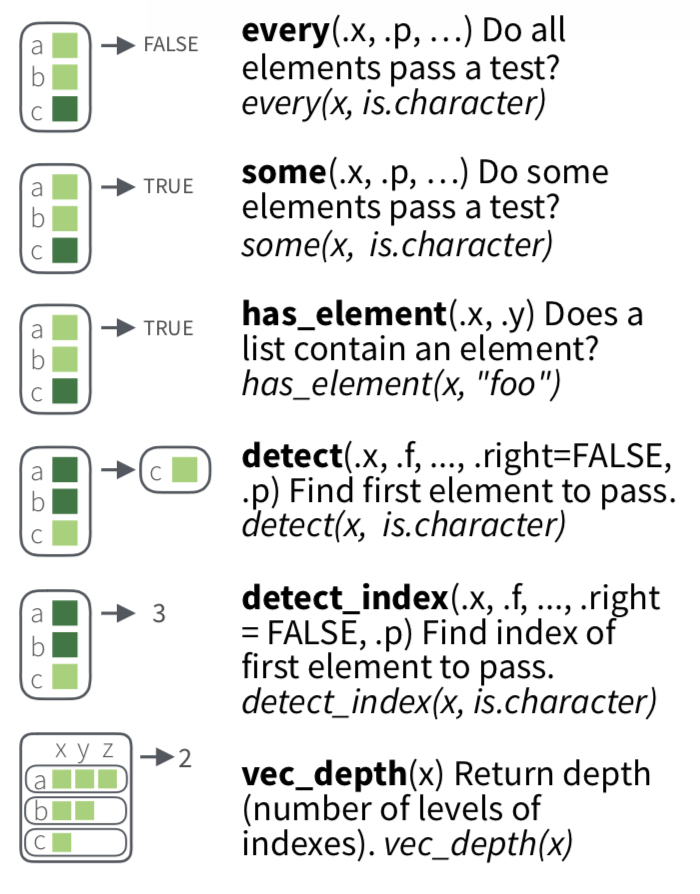 a
b
c
FALSE
every(.x, .p, …) Do all
elements pass a test?
every(x, is.character)
a
b
c
TRUE
some(.x, .p, …) Do some
elements pass a test?
some(x, is.character)
a
b
c
TRUE
has_element(.x, .y) Does a
list contain an element?
has_element(x, "foo")
a
b
c
c
detect(.x, .f, ..., .right=FALSE,
.p) Find first element to pass.
detect(x, is.character)
a
b
c
3
detect_index(.x, .f, ..., .right
= FALSE, .p) Find index of
first element to pass.
detect_index(x, is.character)
x y z
a
b
c
2
vec_depth(x) Return depth
(number of levels of
indexes). vec_depth(x)